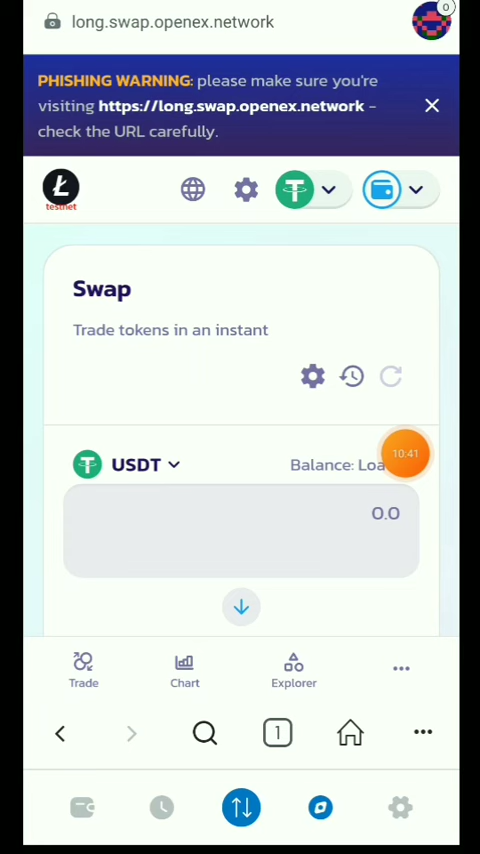 long.swap.openex.network
0
PHISHING WARNING: please make sure you're
visiting https://long.swap.openex.network -
check the URL carefully.
testnet
Swap
Trade tokens in an instant
USDT
Balance: Loa
10:41
0.0
Trade
Chart
Explorer
1